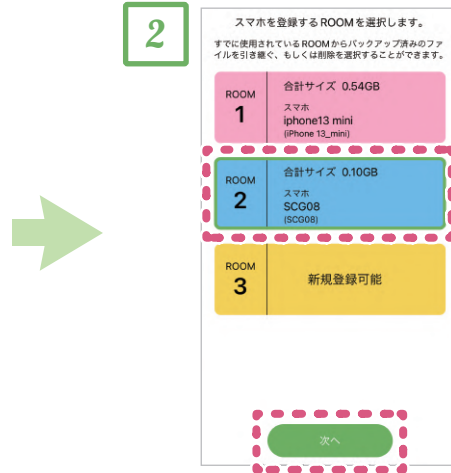 2
スマホを登録するROOMを選択します。
すでに使用されているROOMからバックアップ済みのファ
イルを引き継ぐ、もしくは削除を選択することができます。
ROOM
1
合計サイズ 0.54GB
スマホ
iphone13 mini
(iPhone 13_mini)
ROOM
2
合計サイズ 0.10GB
スマホ
SCG08
(SCG08)
ROOM
3
新規登録可能
次へ